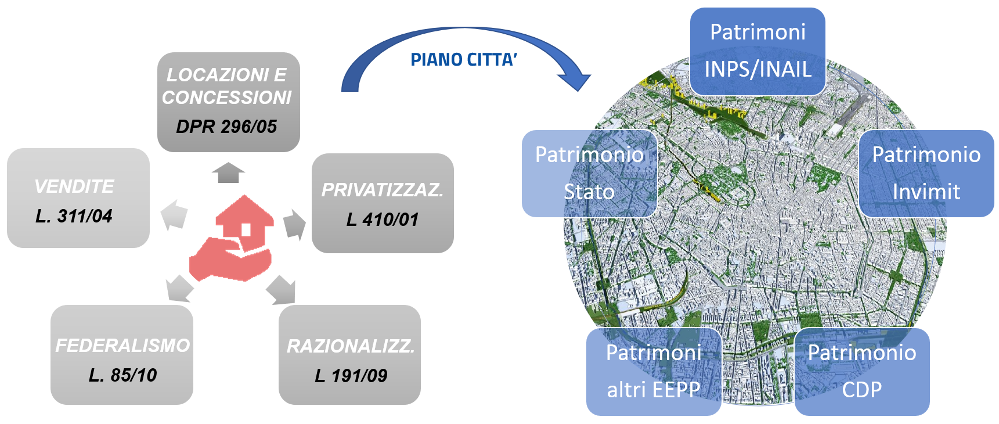 LOCAZIONI E
CONCESSIONI
DPR 296/05
VENDITE
L. 311/04
PRIVATIZZAZ.
L 410/01
FEDERALISMO
L. 85/10
RAZIONALIZZ.
L 191/09
PIANO CITTA’
Patrimoni
INPS/INAIL
Patrimonio
Stato
Patrimonio
Invimit
Patrimoni
altri EEPP
Patrimonio
CDP